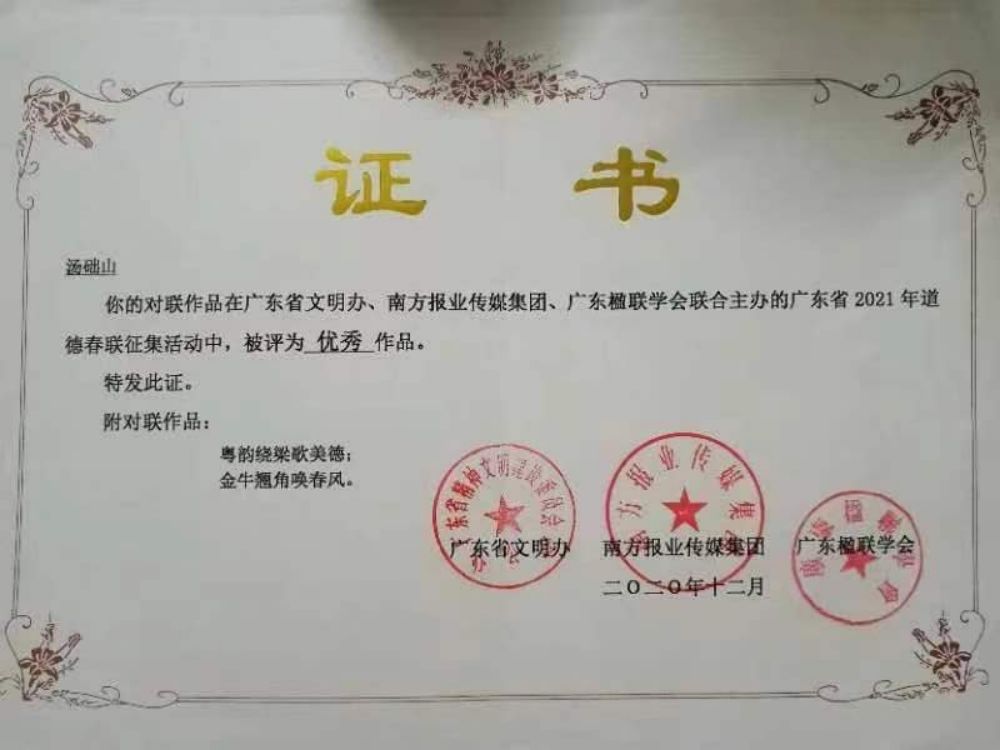 证 书
汤础山
你的对联作品在广东省文明办、南方报业传媒集团、广东楹联学会联合主办的广东省2021年道
德春联征集活动中，被评为 优秀 作品。
特发此证。
附对联作品：
粤韵绕梁歌美德；
金牛翘角唤春风。
广东省文明办 南方报业传媒集团 广东楹联学会
二〇二〇年十二月
南方报业传媒集团